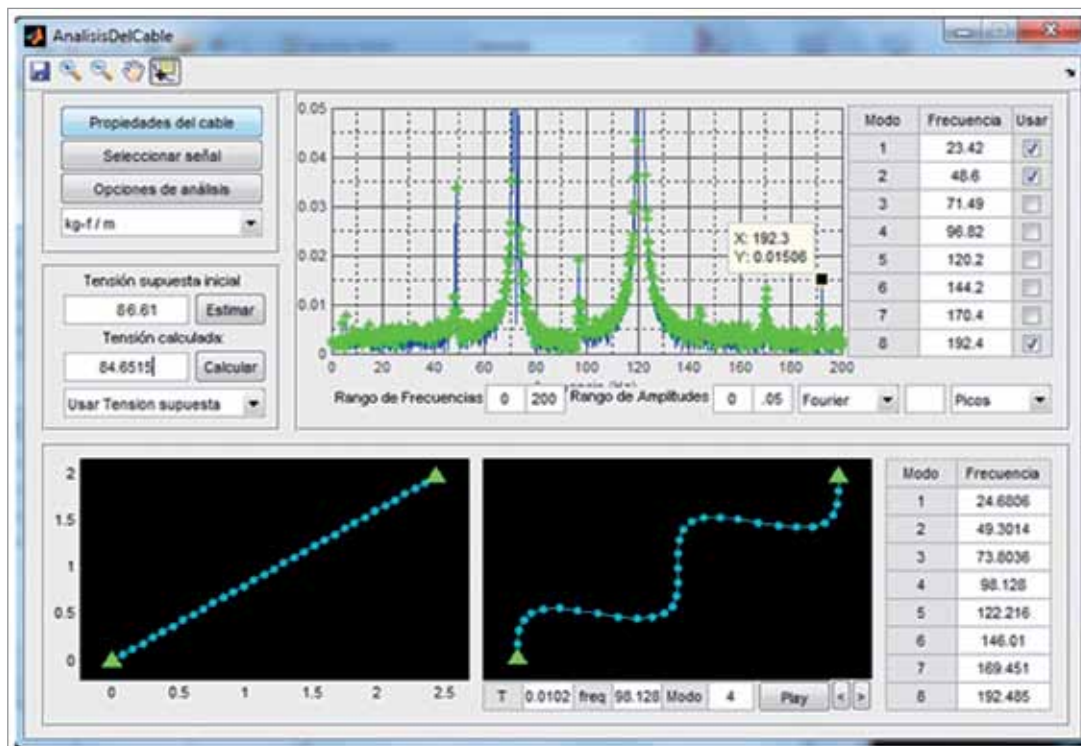 AnalisisDelCable
Propiedades del cable
Seleccionar señal
Opciones de análisis
kg-f / m
Tensión supuesta inicial
86.61 Estimar
Tensión calculada:
84.6515 Calcular
Usar Tension supuesta
0.05
0.04
0.03
0.02
0.01
0
0 20 40 60 80 100 120 140 160 180 200
X: 192.3
Y: 0.01506
Rango de Frecuencias 0 200 Rango de Amplitudes 0 .05 Fourier Picos
Modo Frecuencia Usar
1 23.42
2 48.6
3 71.49
4 96.82
5 120.2
6 144.2
7 170.4
8 192.4
2
1.5
1
0.5
0
0 0.5 1 1.5 2 2.5
T 0.0102 freq 98.128 Modo 4 Play < >
Modo Frecuencia
1 24.6806
2 49.3014
3 73.8036
4 98.128
5 122.216
6 146.01
7 169.451
8 192.485